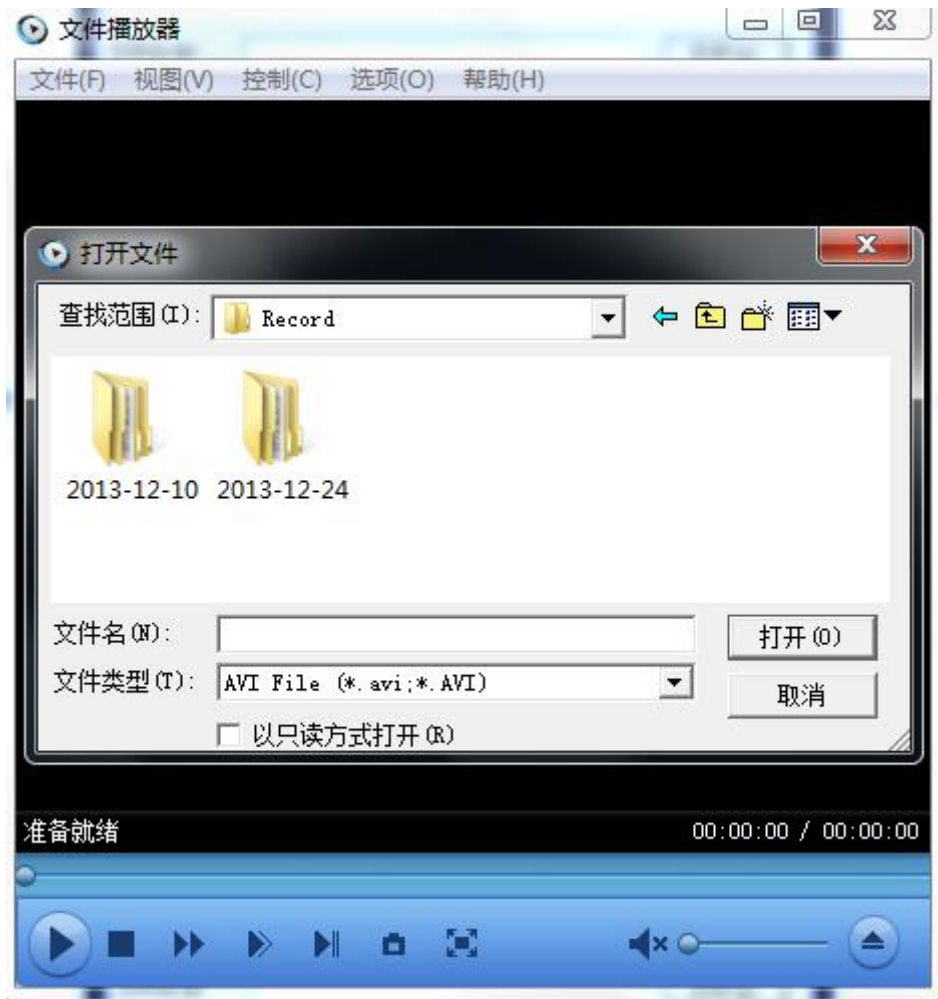 文件播放器
文件(F) 视图(V) 控制(C) 选项(O) 帮助(H)
打开文件
查找范围(I): Record
2013-12-10 2013-12-24
文件名(N): 打开(O)
文件类型(T): AVI File (*.avi;*.AVI) 取消
以只读方式打开(R)
准备就绪 00:00:00 / 00:00:00